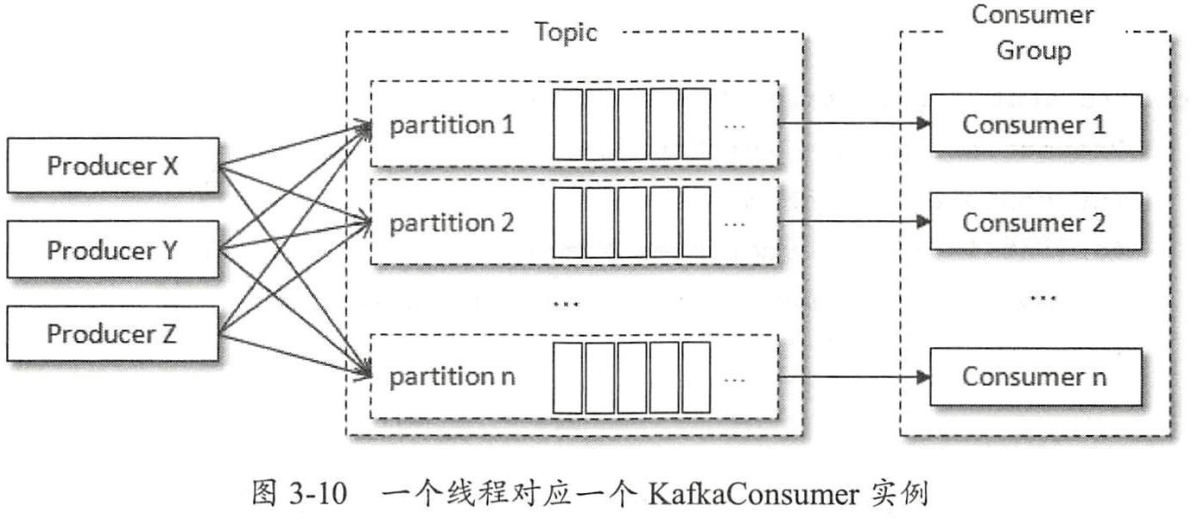 Topic
Consumer
Group
Producer X
Producer Y
Producer Z
partition 1
...
partition 2
...
...
partition n
...
Consumer 1
Consumer 2
...
Consumer n
图 3-10 一个线程对应一个 KafkaConsumer 实例